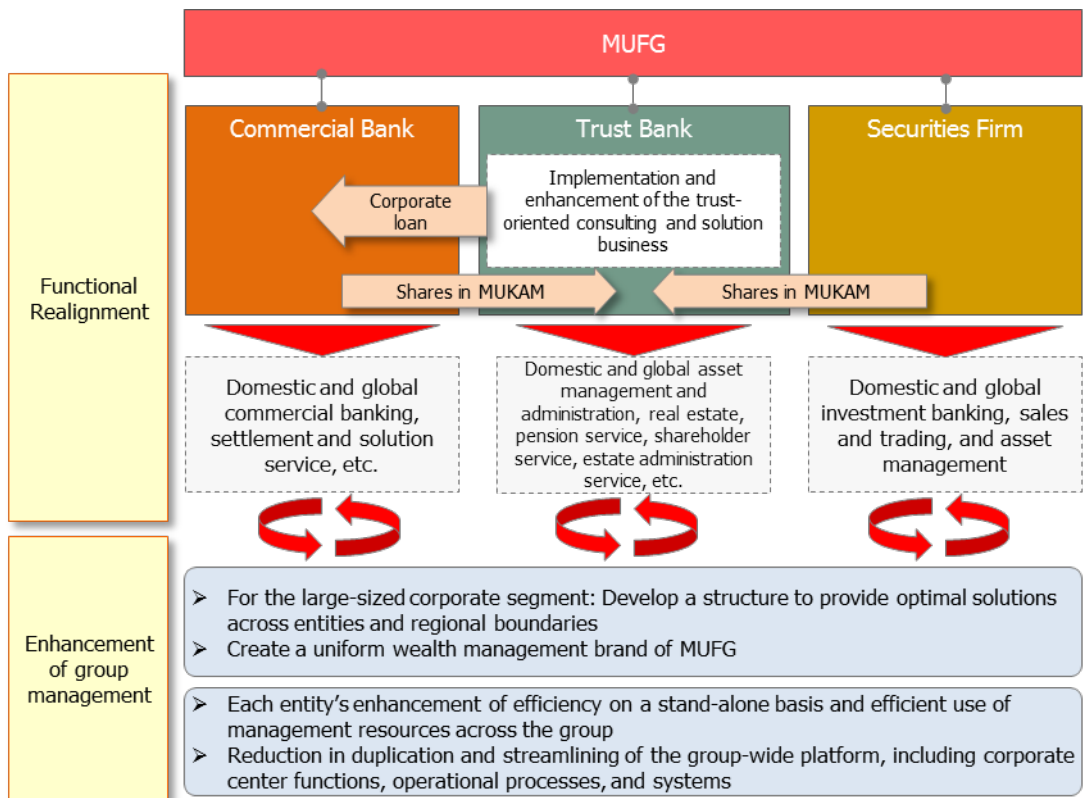 MUFG
Functional
Realignment
Commercial Bank
Trust Bank
Securities Firm
Implementation and
enhancement of the trust-
oriented consulting and solution
business
Corporate
loan
Shares in MUKAM
Shares in MUKAM
Domestic and global
commercial banking,
settlement and solution
service, etc.
Domestic and global asset
management and
administration, real estate,
pension service, shareholder
service, estate administration
service, etc.
Domestic and global
investment banking, sales
and trading, and asset
management
Enhancement
of group
management
➢ For the large-sized corporate segment: Develop a structure to provide optimal solutions
across entities and regional boundaries
➢ Create a uniform wealth management brand of MUFG
➢ Each entity’s enhancement of efficiency on a stand-alone basis and efficient use of
management resources across the group
➢ Reduction in duplication and streamlining of the group-wide platform, including corporate
center functions, operational processes, and systems